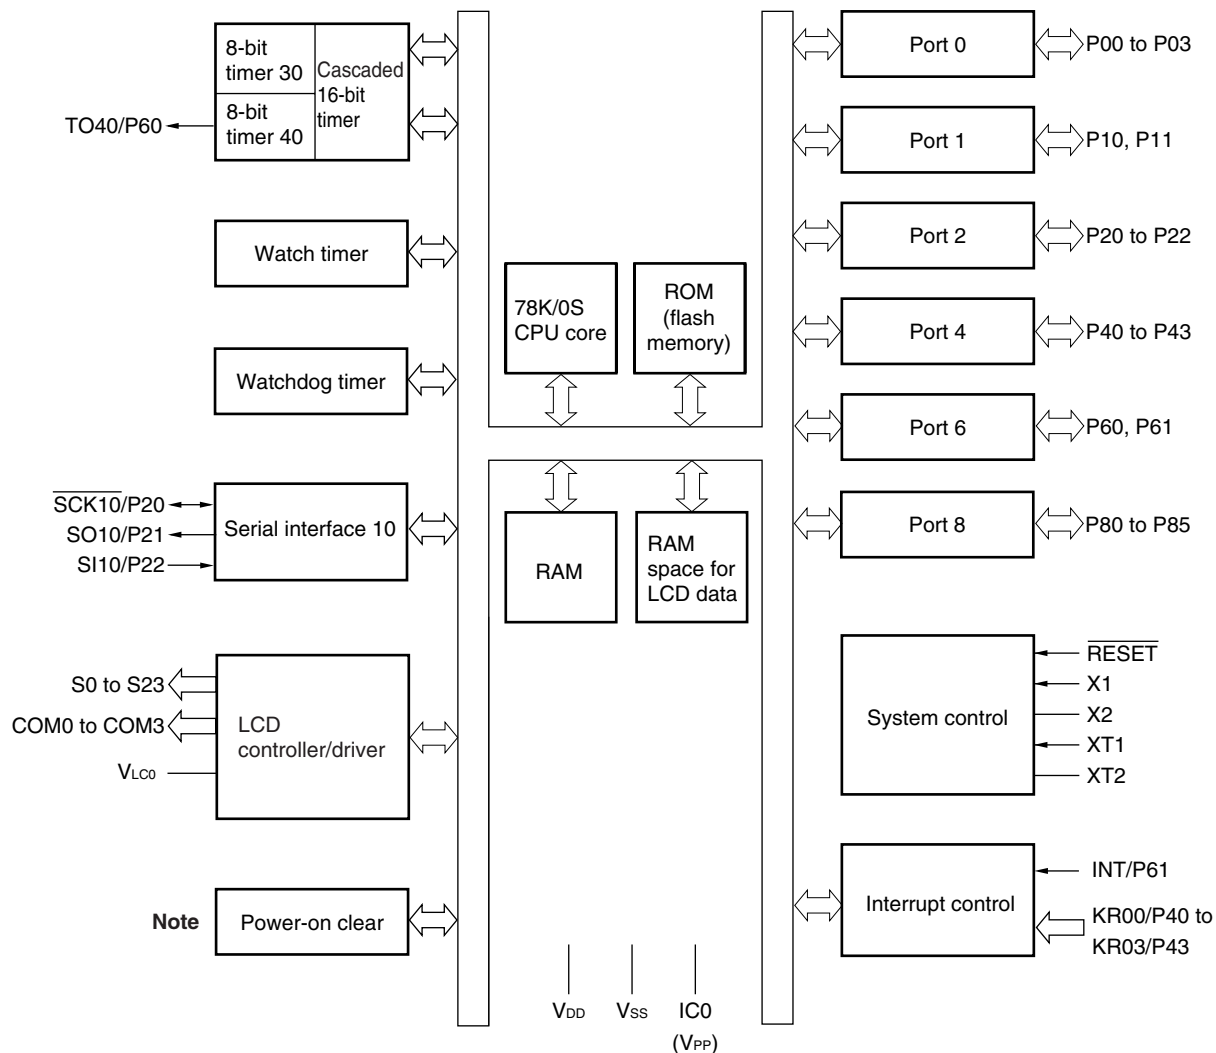 8-bit
timer 30
Cascaded
16-bit
timer
8-bit
timer 40
TO40/P60
Watch timer
Watchdog timer
SCK10/P20
SO10/P21
SI10/P22
Serial interface 10
S0 to S23
COM0 to COM3
VLC0
LCD
controller/driver
Note
Power-on clear
78K/0S
CPU core
ROM
(flash
memory)
RAM
RAM
space for
LCD data
VDD
VSS
IC0
(VPP)
Port 0
P00 to P03
Port 1
P10, P11
Port 2
P20 to P22
Port 4
P40 to P43
Port 6
P60, P61
Port 8
P80 to P85
System control
RESET
X1
X2
XT1
XT2
Interrupt control
INT/P61
KR00/P40 to
KR03/P43